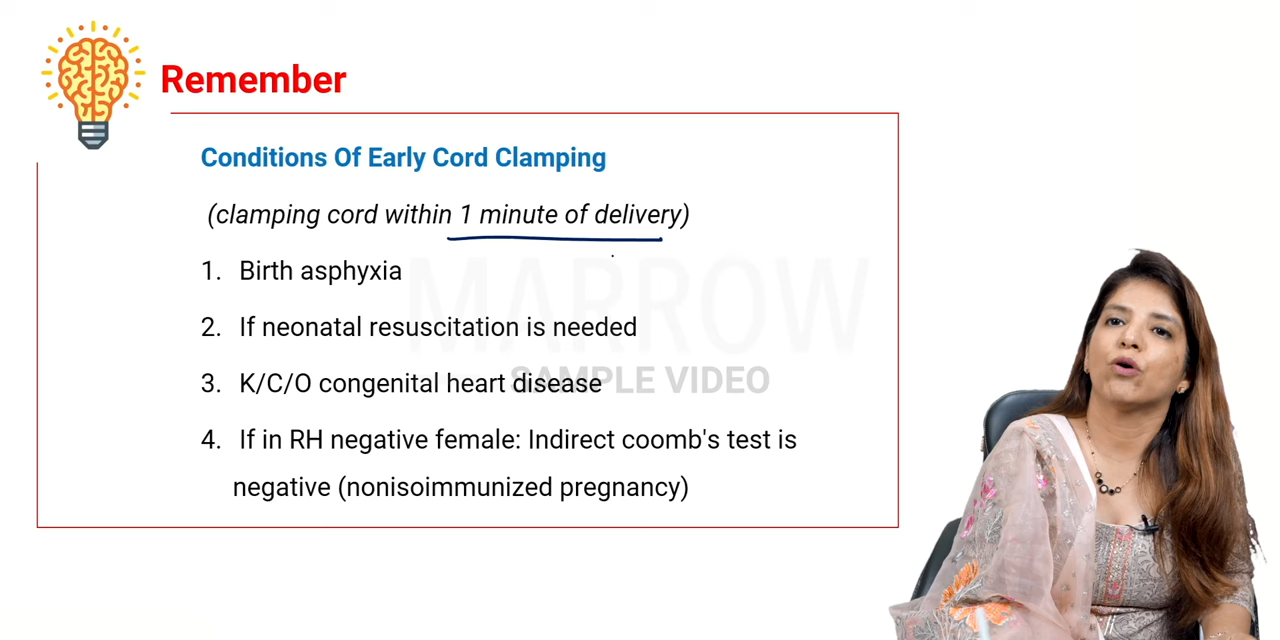 Remember
Conditions Of Early Cord Clamping
(clamping cord within 1 minute of delivery)
1. Birth asphyxia
MARROW
2. If neonatal resuscitation is needed
SAMPLE VIDEO
3. K/C/O congenital heart disease
4. If in RH negative female: Indirect coomb's test is
negative (nonisoimmunized pregnancy)